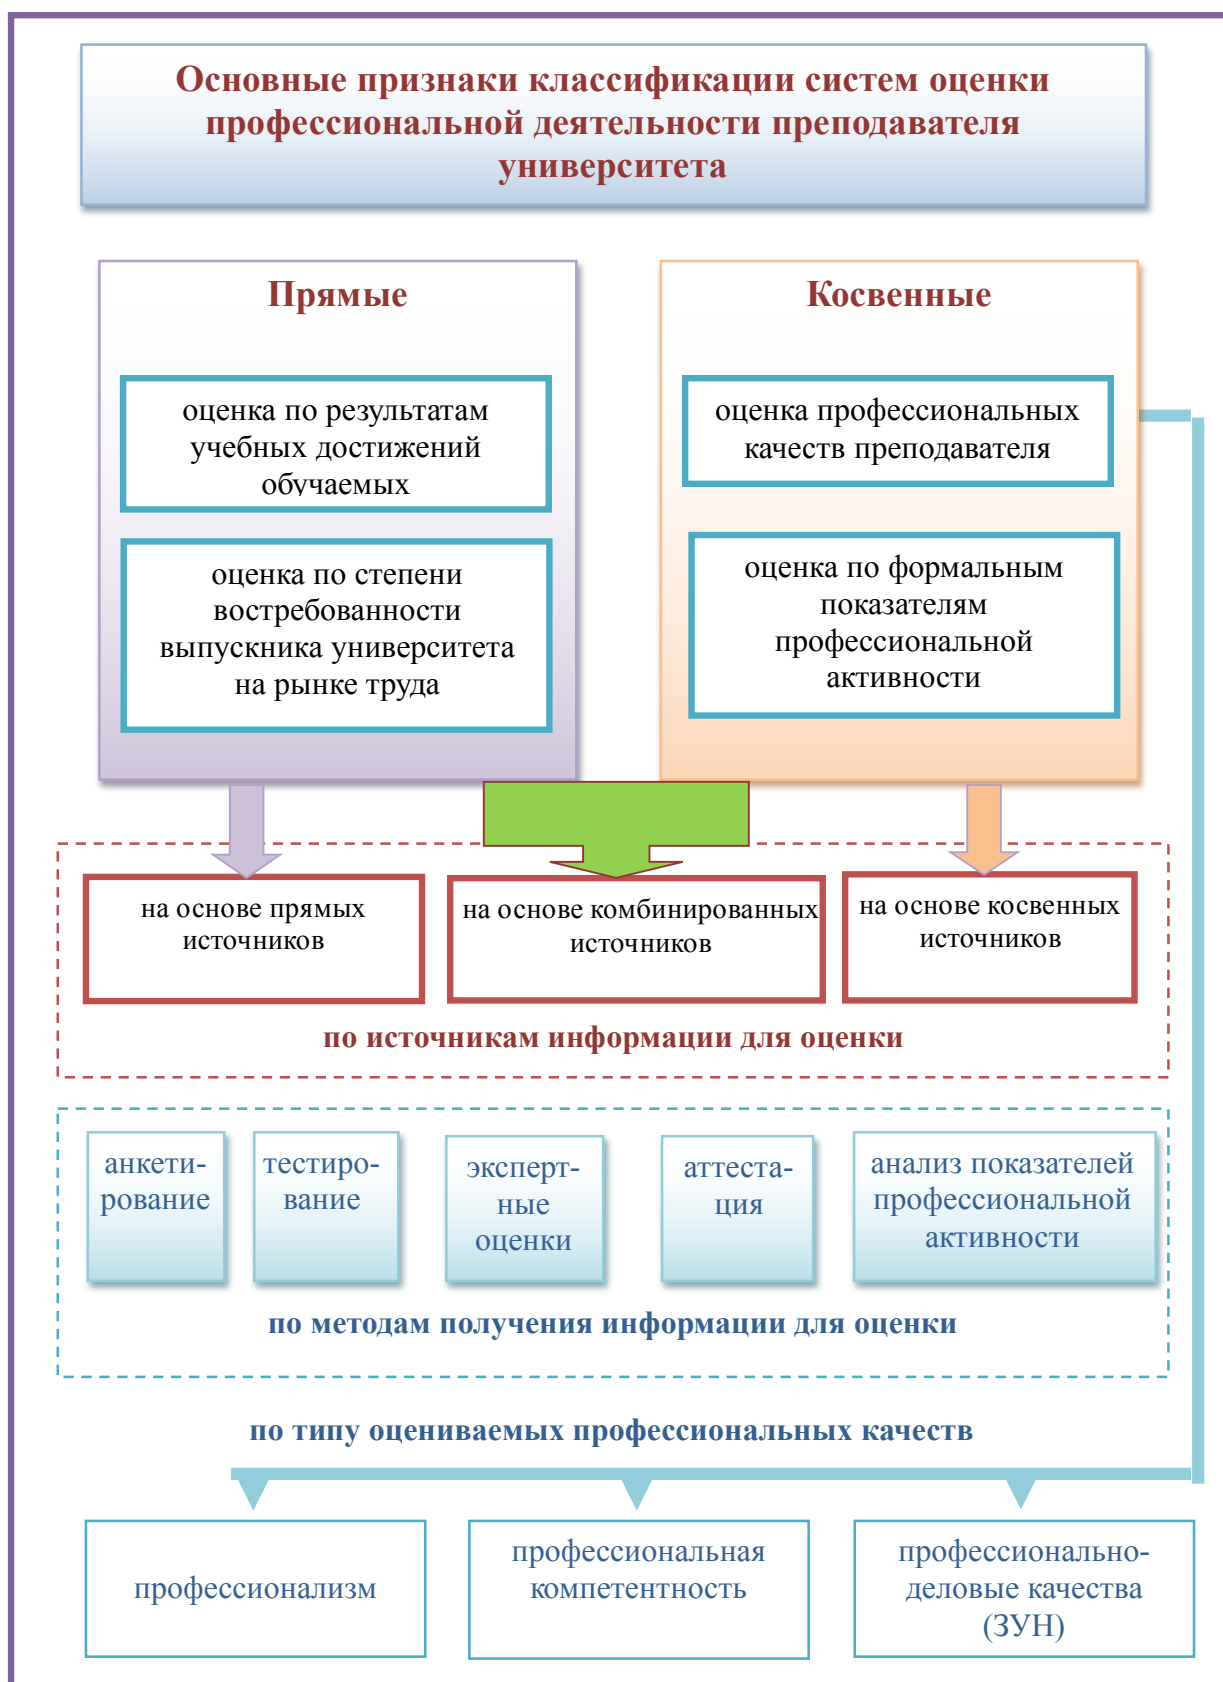 Основные признаки классификации систем оценки
профессиональной деятельности преподавателя
университета
Прямые
оценка по результатам
учебных достижений
обучаемых
оценка по степени
востребованности
выпускника университета
на рынке труда
Косвенные
оценка профессиональных
качеств преподавателя
оценка по формальным
показателям
профессиональной
активности
на основе прямых
источников
на основе комбинированных
источников
на основе косвенных
источников
по источникам информации для оценки
анкети-
рование
тестиро-
вание
эксперт-
ные
оценки
аттеста-
ция
анализ показателей
профессиональной
активности
по методам получения информации для оценки
по типу оцениваемых профессиональных качеств
профессионализм
профессиональная
компетентность
профессионально-
деловые качества
(ЗУН)